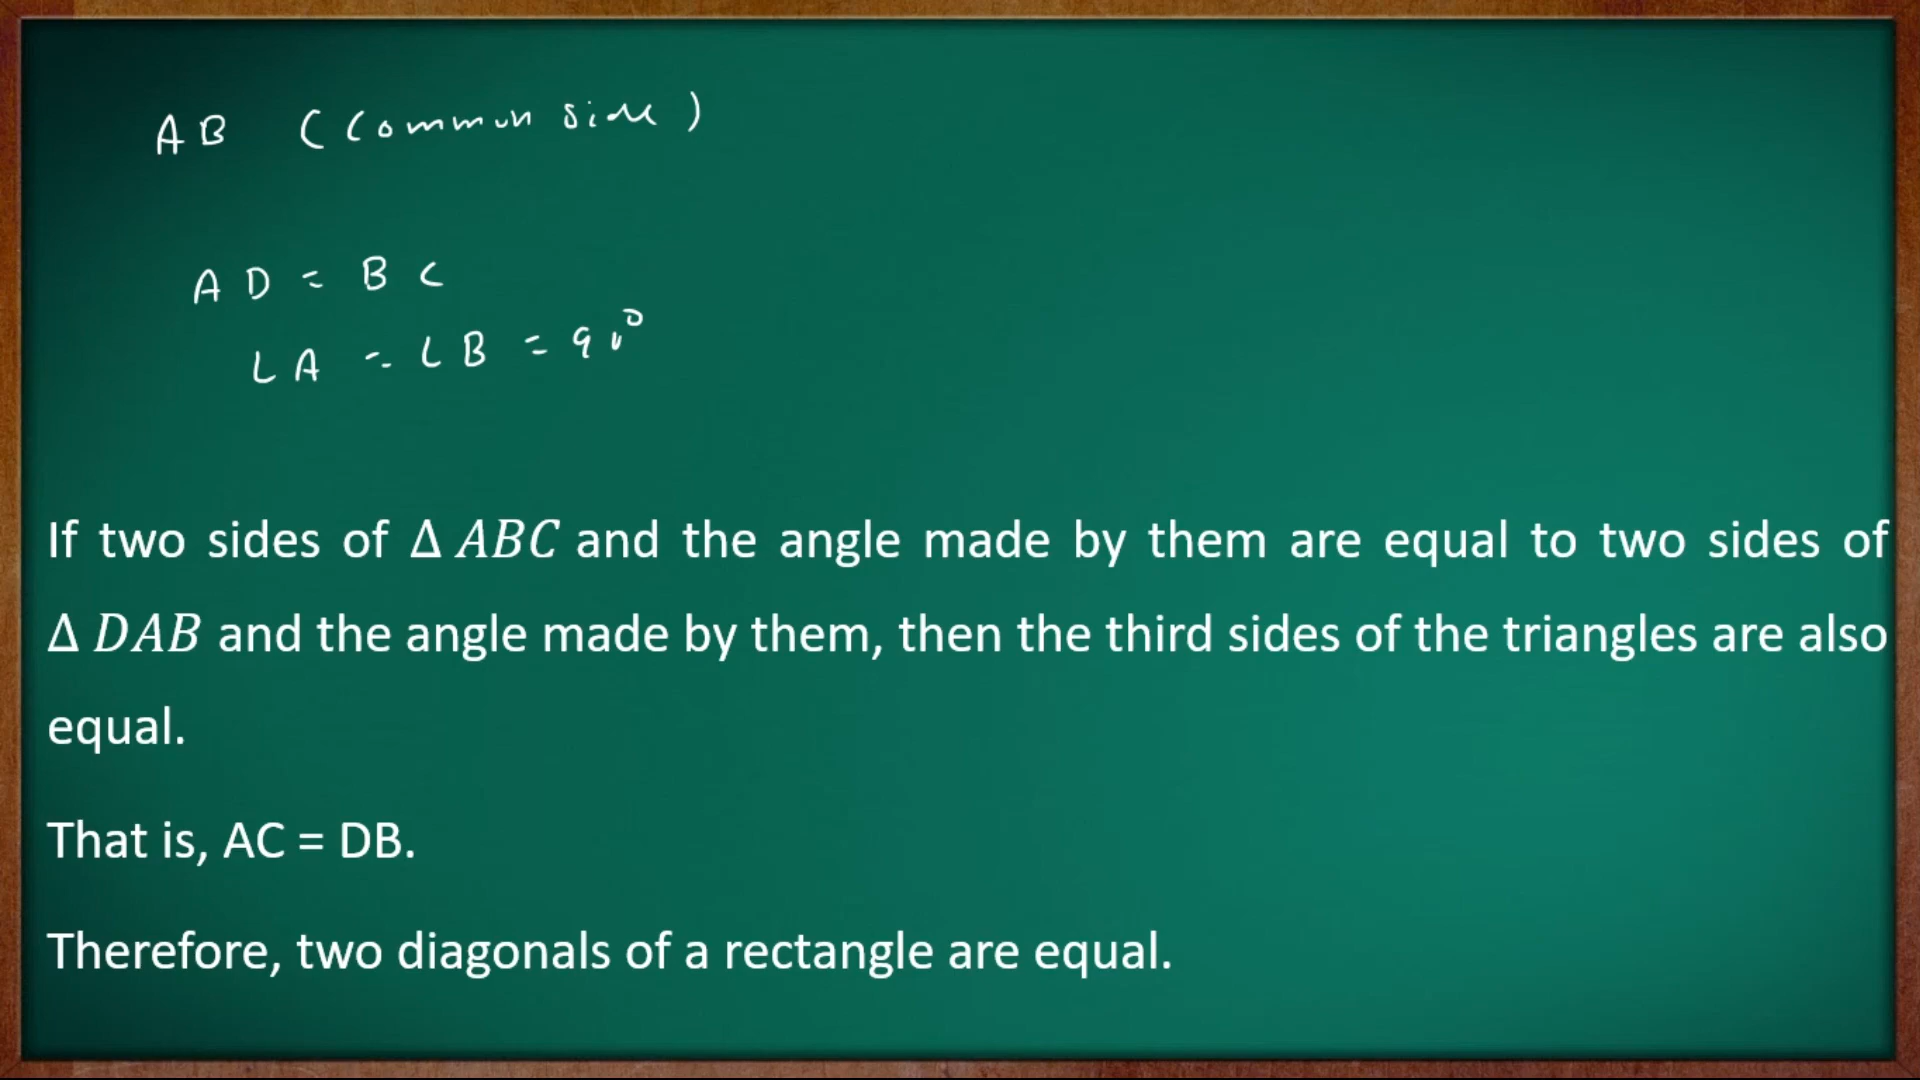 AB (Common side)
AD = BC
∠A = ∠B = 90°
If two sides of Δ ABC and the angle made by them are equal to two sides of
Δ DAB and the angle made by them, then the third sides of the triangles are also
equal.
That is, AC = DB.
Therefore, two diagonals of a rectangle are equal.